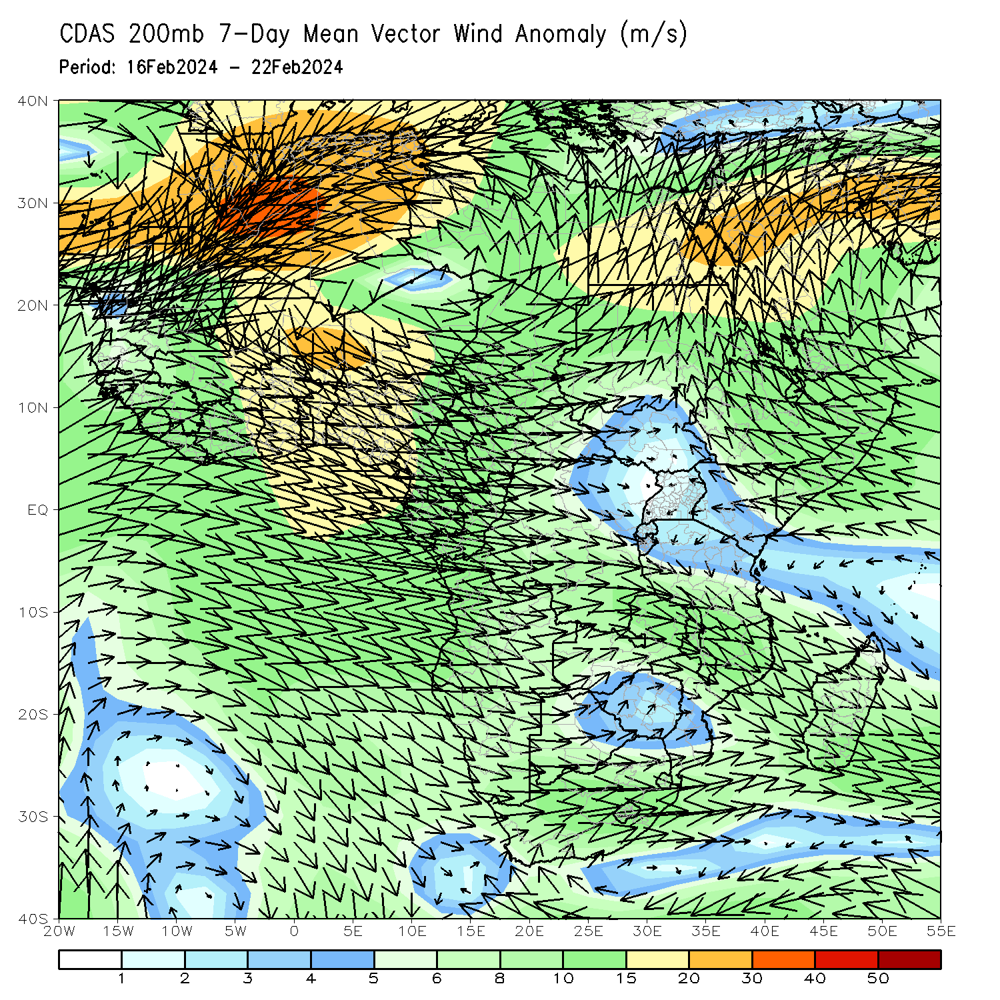 CDAS 200mb 7-Day Mean Vector Wind Anomaly (m/s)
Period: 16Feb2024 - 22Feb2024
40N
30N
20N
10N
EQ
10S
20S
30S
40S
20W 15W 10W 5W 0 5E 10E 15E 20E 25E 30E 35E 40E 45E 50E 55E
1 2 3 4 5 6 8 10 15 20 30 40 50